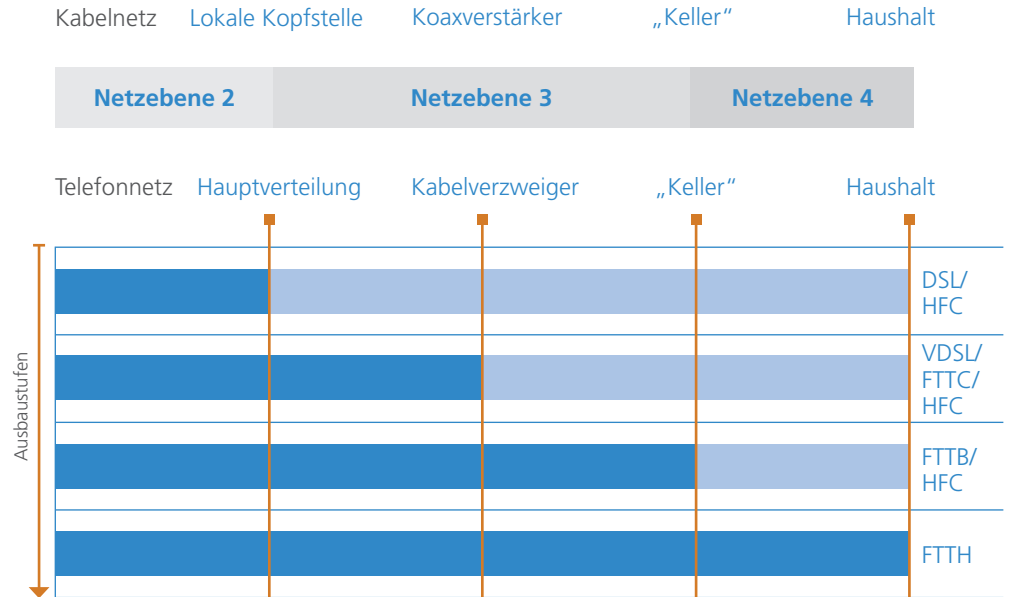 Kabelnetz Lokale Kopfstelle Koaxverstärker „Keller“ Haushalt
Netzebene 2 Netzebene 3 Netzebene 4
Telefonnetz Hauptverteilung Kabelverzweiger „Keller“ Haushalt
Ausbaustufen
DSL/
HFC
VDSL/
FTTC/
HFC
FTTB/
HFC
FTTH